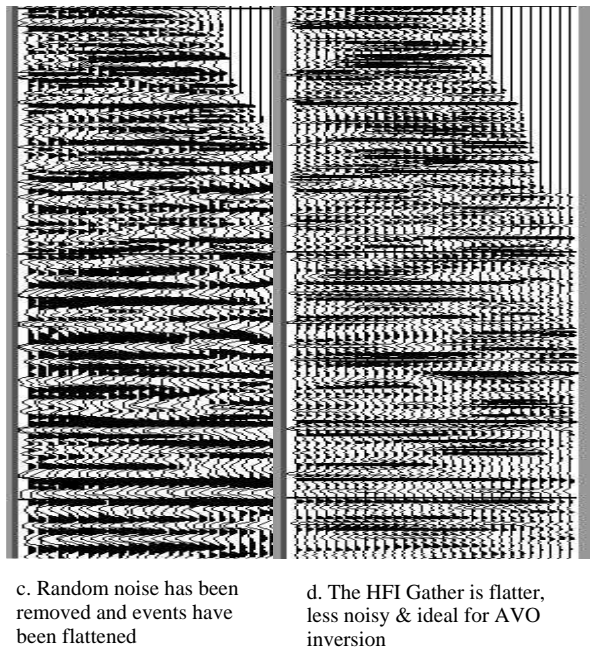 c. Random noise has been
removed and events have
been flattened
d. The HFI Gather is flatter,
less noisy & ideal for AVO
inversion